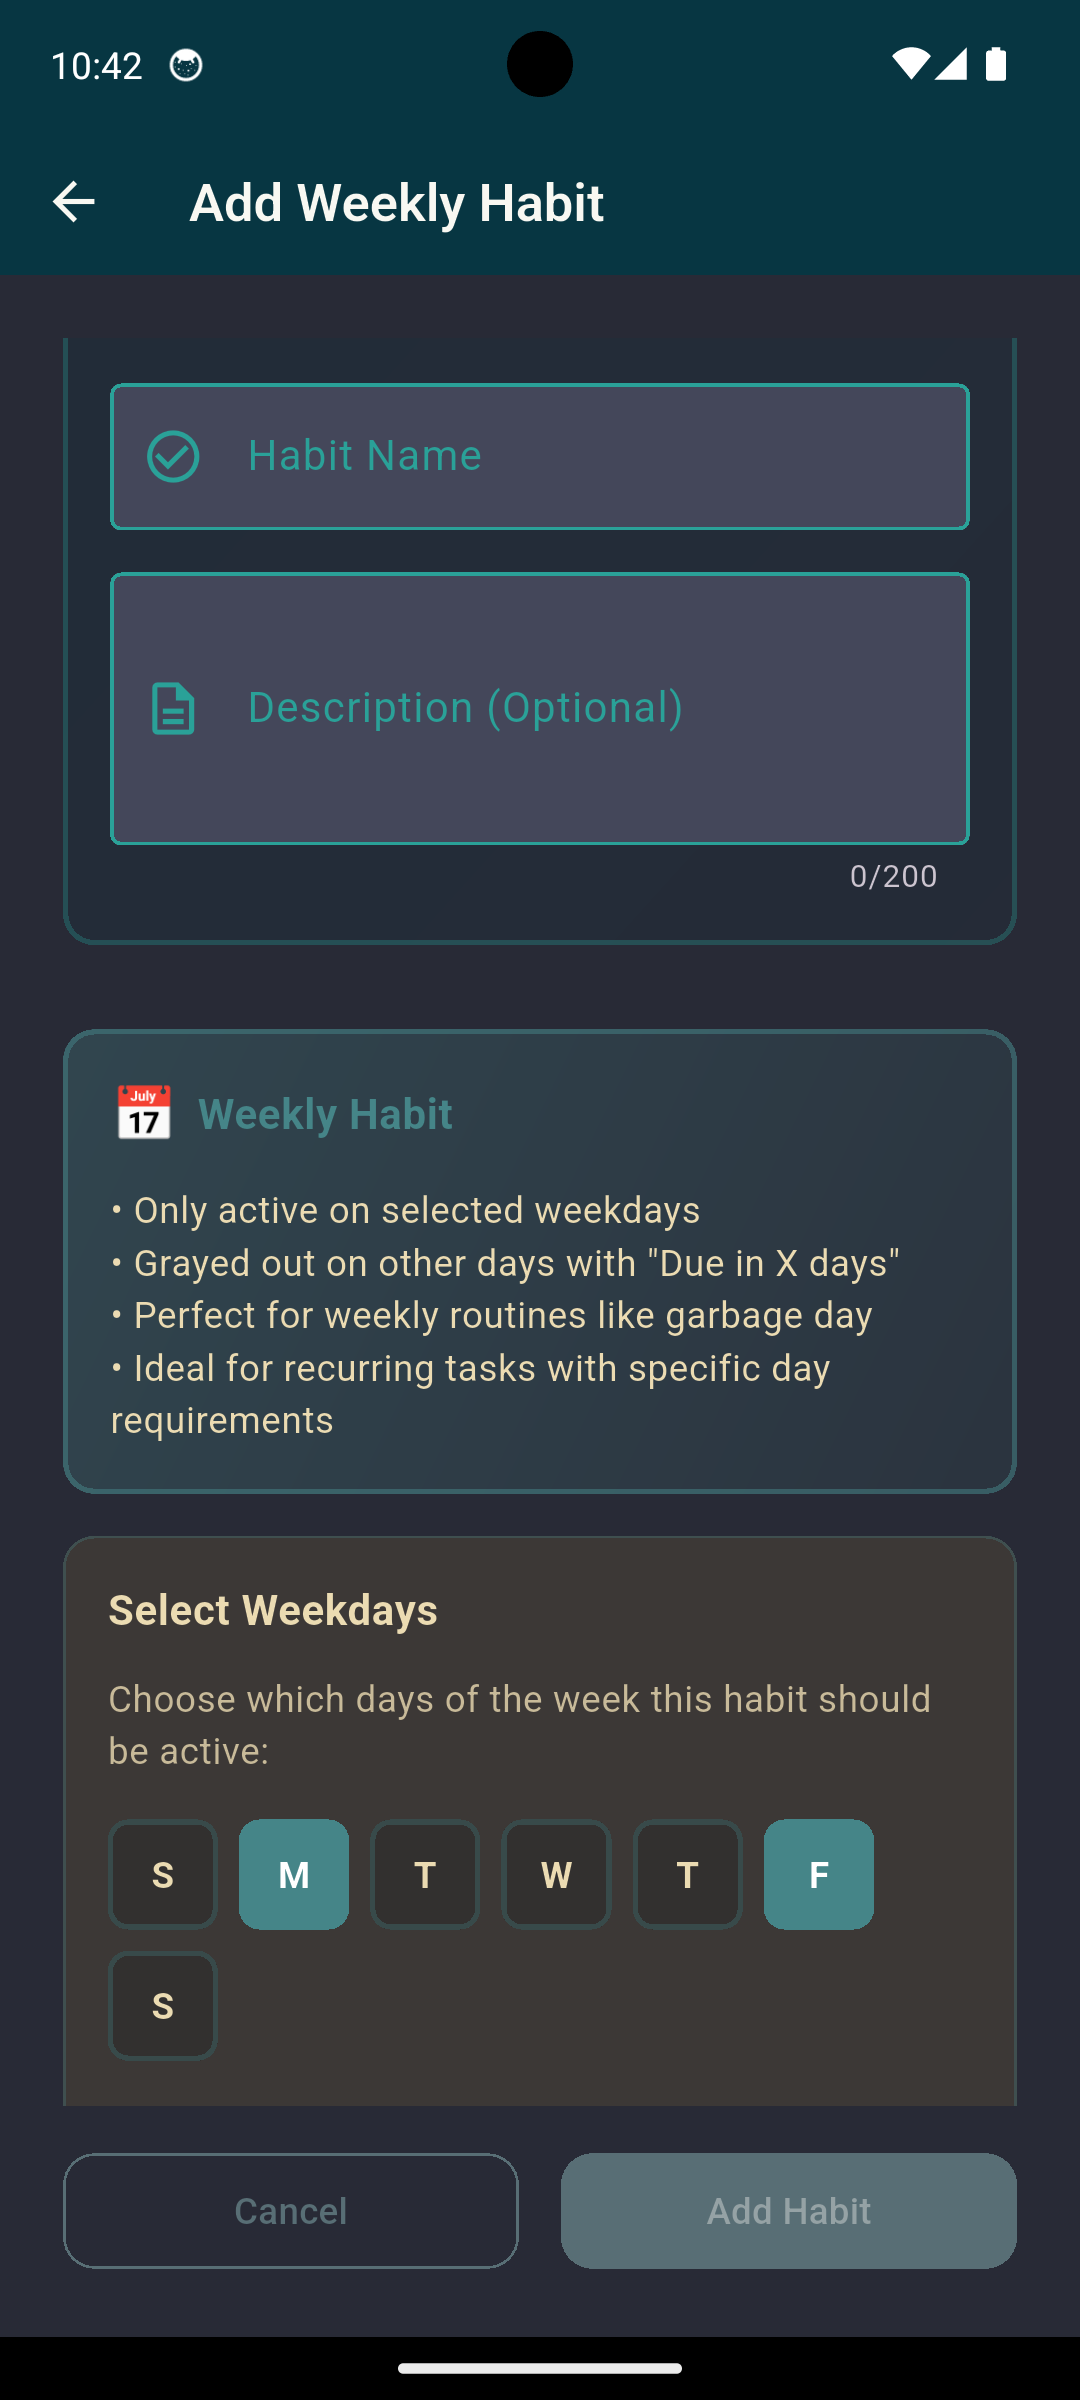 10:42
Add Weekly Habit
Habit Name
Description (Optional)
0/200
July
17
Weekly Habit
• Only active on selected weekdays
• Grayed out on other days with "Due in X days"
• Perfect for weekly routines like garbage day
• Ideal for recurring tasks with specific day
requirements
Select Weekdays
Choose which days of the week this habit should
be active:
S M T W T F
S
Cancel Add Habit